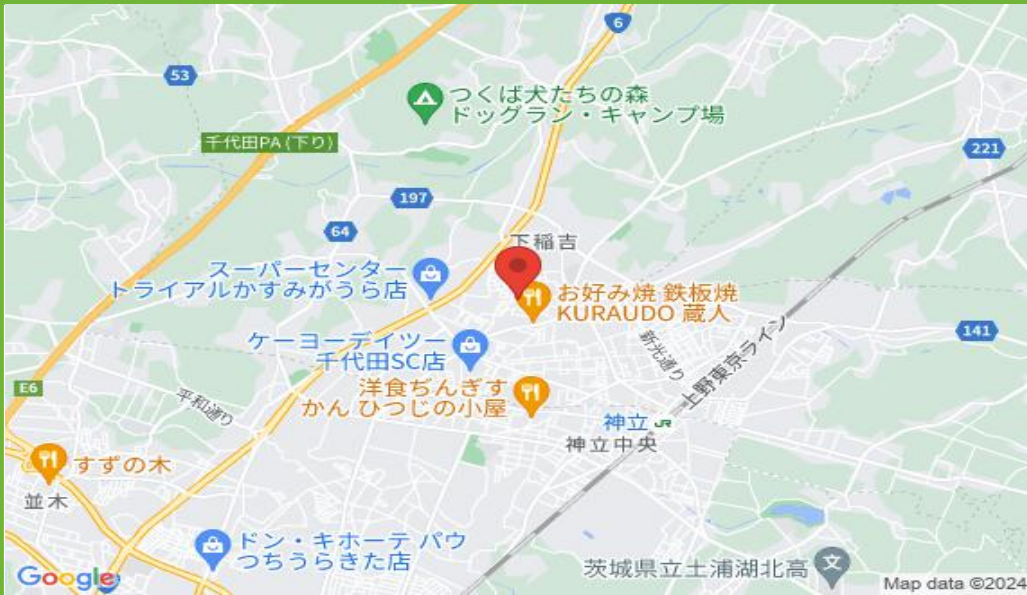 6
53
つくば犬たちの森
ドッグラン・キャンプ場
千代田PA (下り)
221
197
64
下稲吉
スーパーセンター
トライアルかすみがうら店
お好み焼 鉄板焼
KURAUDO 蔵人
ケーヨーデイツー
千代田SC店
新光通り
上野東京ライン
141
E6
平和通り
洋食ぢんぎす
かん ひつじの小屋
神立 JR
神立中央
すずの木
並木
ドン・キホーテ パウ
つちうらきた店
茨城県立土浦湖北高
文
Google
Map data ©2024